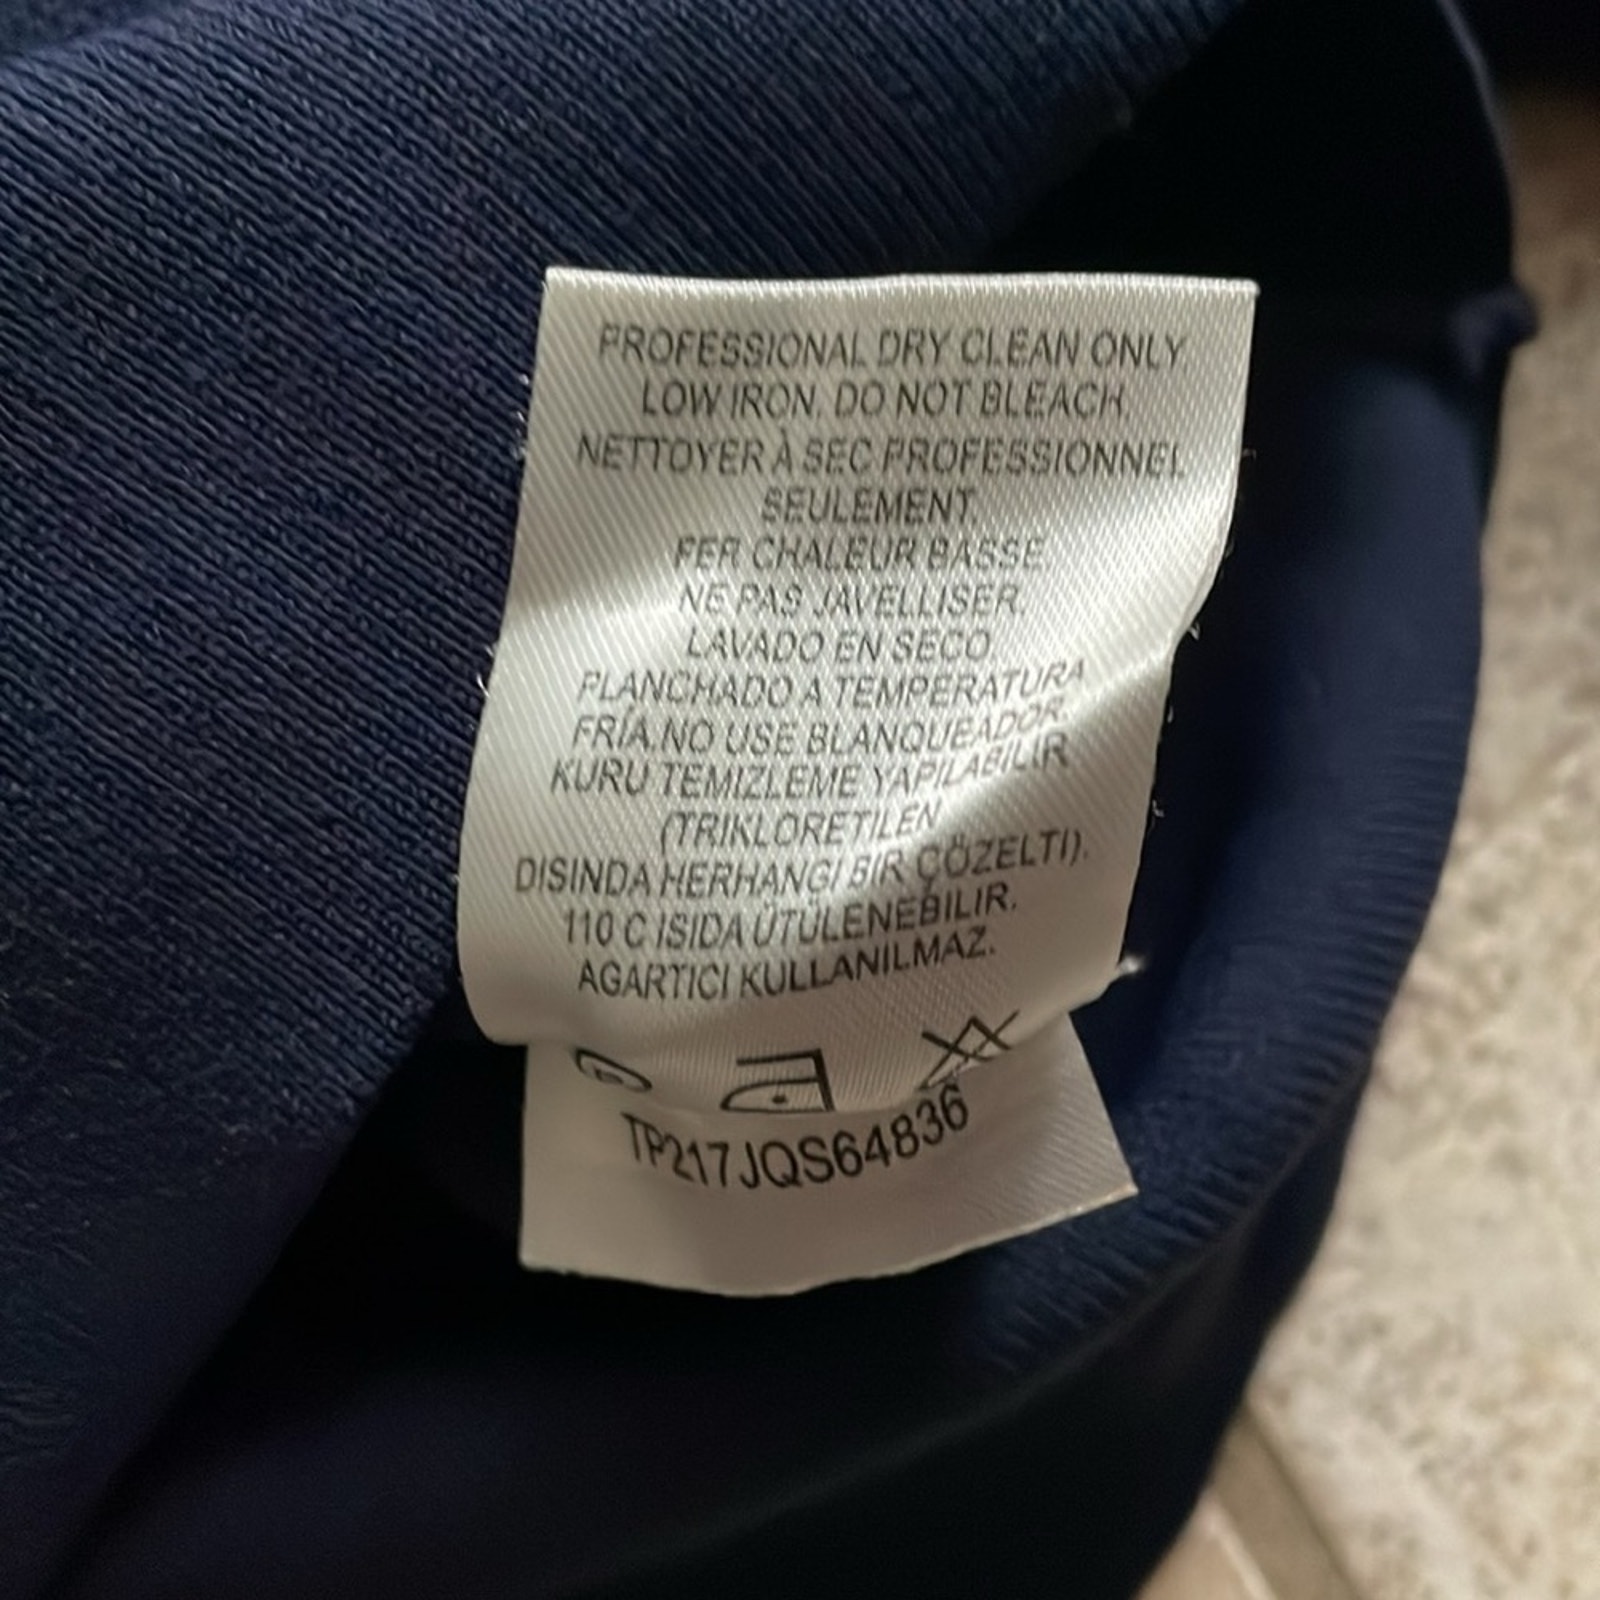 PROFESSIONAL DRY CLEAN ONLY
LOW IRON. DO NOT BLEACH.
NETTOYER À SEC PROFESSIONNEL
SEULEMENT.
FER CHALEUR BASSE
NE PAS JAVELLISER.
LAVADO EN SECO.
PLANCHADO A TEMPERATURA
FRÍA.NO USE BLANQUEADOR.
KURU TEMIZLEME YAPILABILIR
(TRIKLORETILEN
DISINDA HERHANGI BIR ÇÖZELTI).
110 C ISIDA ÜTÜLENEBILIR.
AGARTICI KULLANILMAZ.
TP217JQS64836